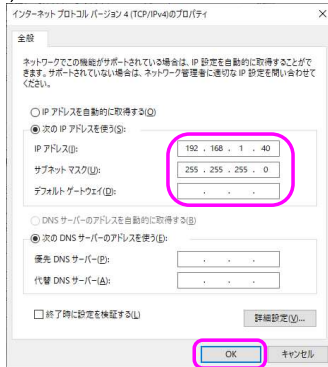 インターネット プロトコル バージョン 4 (TCP/IPv4)のプロパティ
全般
ネットワークでこの機能がサポートされている場合は、IP 設定を自動的に取得することがで
きます。サポートされていない場合は、ネットワーク管理者に適切な IP 設定を問い合わせて
ください。
IP アドレスを自動的に取得する(O)
次の IP アドレスを使う(S):
IP アドレス(I): 192 . 168 . 1 . 40
サブネット マスク(U): 255 . 255 . 255 . 0
デフォルト ゲートウェイ(D): . . .
DNS サーバーのアドレスを自動的に取得する(B)
次の DNS サーバーのアドレスを使う(E):
優先 DNS サーバー(P): . . .
代替 DNS サーバー(A): . . .
終了時に設定を検証する(L)
詳細設定(V)...
OK キャンセル